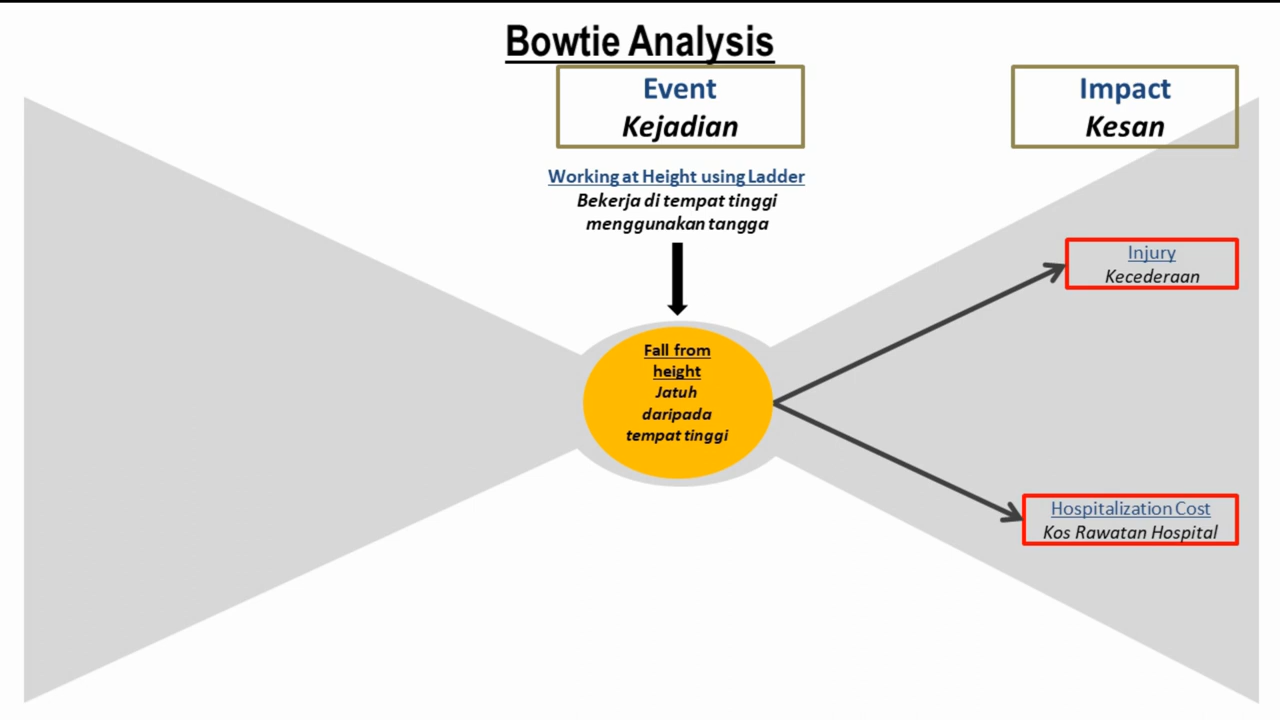 Bowtie Analysis
Event
Kejadian
Impact
Kesan
Working at Height using Ladder
Bekerja di tempat tinggi
menggunakan tangga
Injury
Kecederaan
Fall from
height
Jatuh
daripada
tempat tinggi
Hospitalization Cost
Kos Rawatan Hospital